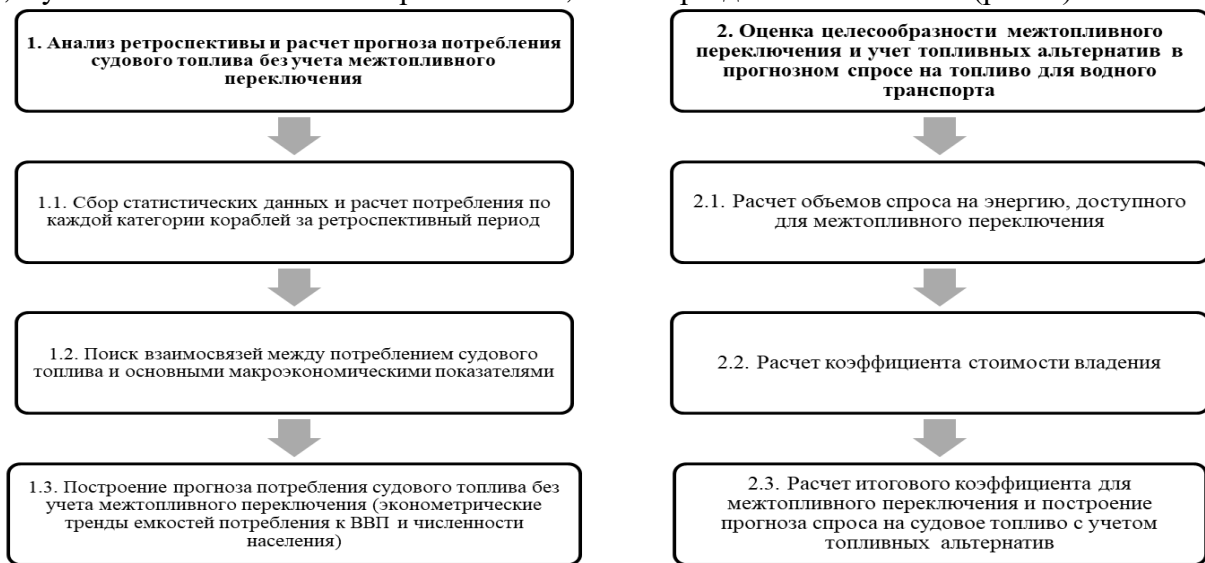 1. Анализ ретроспективы и расчет прогноза потребления
судового топлива без учета межтопливного
переключения
1.1. Сбор статистических данных и расчет потребления по
каждой категории кораблей за ретроспективный период
1.2. Поиск взаимосвязей между потреблением судового
топлива и основными макроэкономическими показателями
1.3. Построение прогноза потребления судового топлива без
учета межтопливного переключения (эконометрические
тренды емкостей потребления к ВВП и численности
населения)
2. Оценка целесообразности межтопливного
переключения и учет топливных альтернатив в
прогнозном спросе на топливо для водного
транспорта
2.1. Расчет объемов спроса на энергию, доступного
для межтопливного переключения
2.2. Расчет коэффициента стоимости владения
2.3. Расчет итогового коэффициента для
межтопливного переключения и построение
прогноза спроса на судовое топливо с учетом
топливных альтернатив